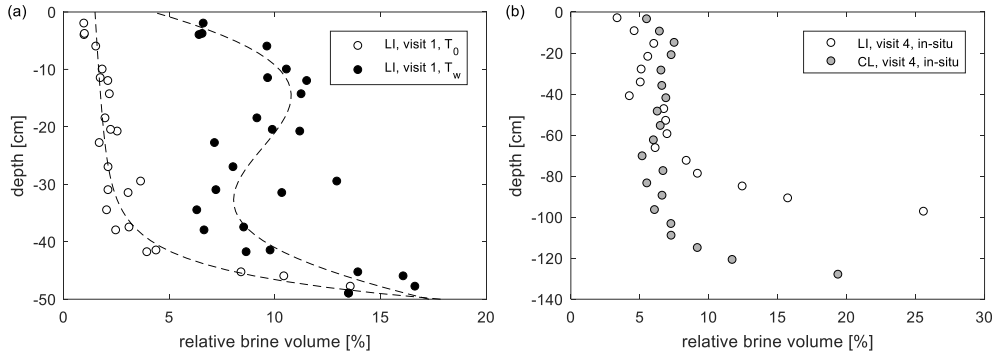 (a)
LI, visit 1, T0
LI, visit 1, Tw
0
-10
-20
-30
-40
-50
depth [cm]
0
5
10
15
20
relative brine volume [%]
(b)
LI, visit 4, in-situ
CL, visit 4, in-situ
0
-20
-40
-60
-80
-100
-120
-140
depth [cm]
0
5
10
15
20
25
30
relative brine volume [%]